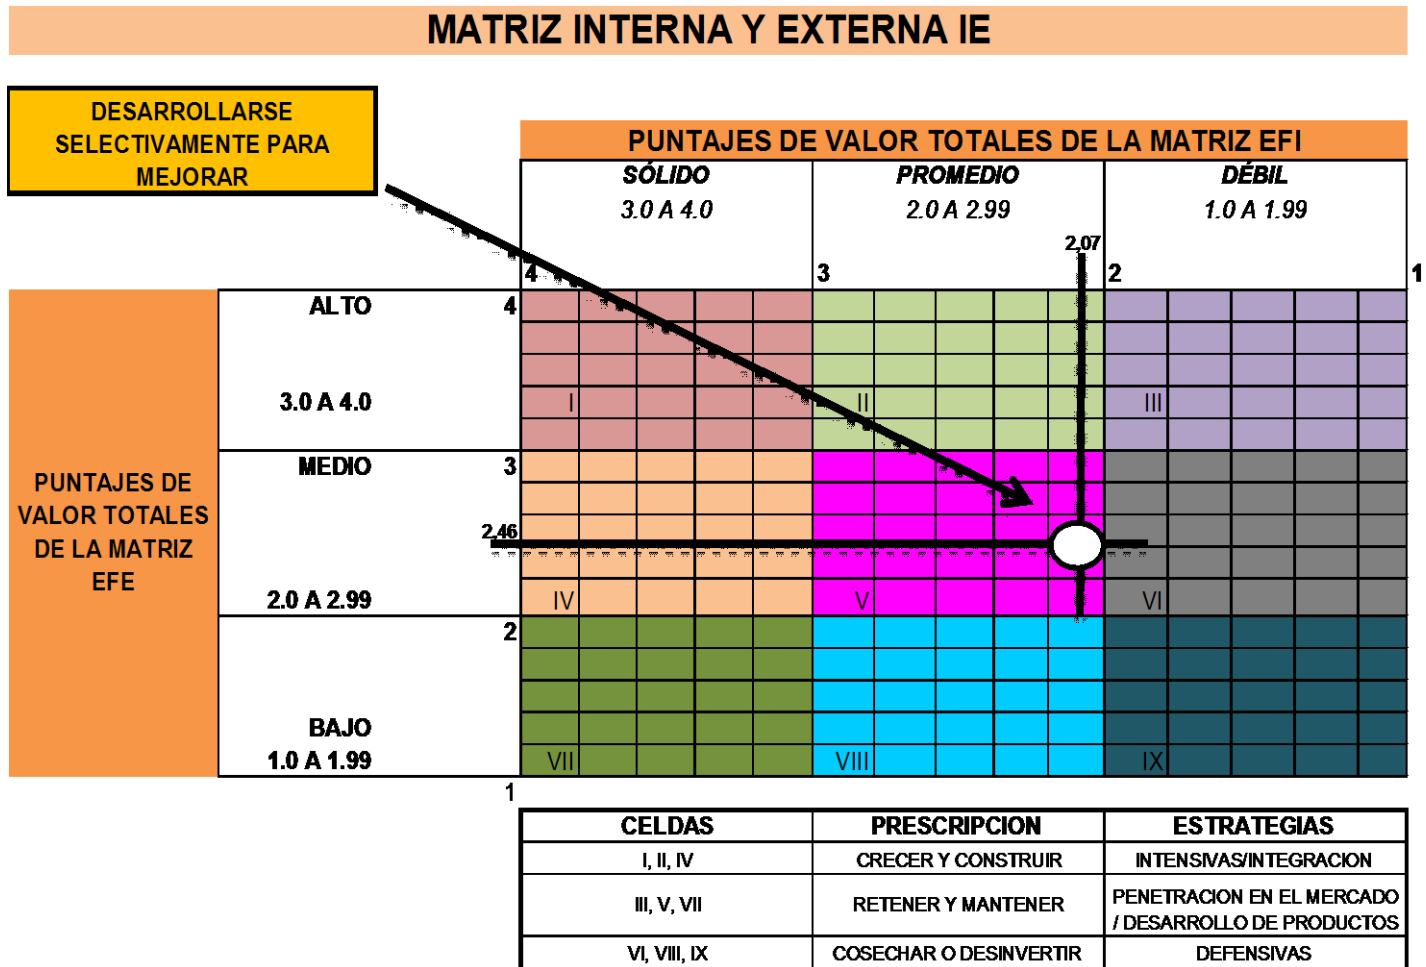 MATRIZ INTERNA Y EXTERNA IE
DESARROLLARSE
SELECTIVAMENTE PARA
MEJORAR
PUNTAJES DE VALOR TOTALES DE LA MATRIZ EFI
SÓLIDO
3.0 A 4.0
PROMEDIO
2.0 A 2.99
DÉBIL
1.0 A 1.99
2,07
4
3
2
1
PUNTAJES DE
VALOR TOTALES
DE LA MATRIZ
EFE
ALTO
4
3.0 A 4.0
I
II
III
MEDIO
3
2,46
2.0 A 2.99
IV
V
VI
2
BAJO
1.0 A 1.99
VII
VIII
IX
1
CELDAS
PRESCRIPCION
ESTRATEGIAS
I, II, IV
CRECER Y CONSTRUIR
INTENSIVAS/INTEGRACION
III, V, VII
RETENER Y MANTENER
PENETRACION EN EL MERCADO
/ DESARROLLO DE PRODUCTOS
VI, VIII, IX
COSECHAR O DESINVERTIR
DEFENSIVAS